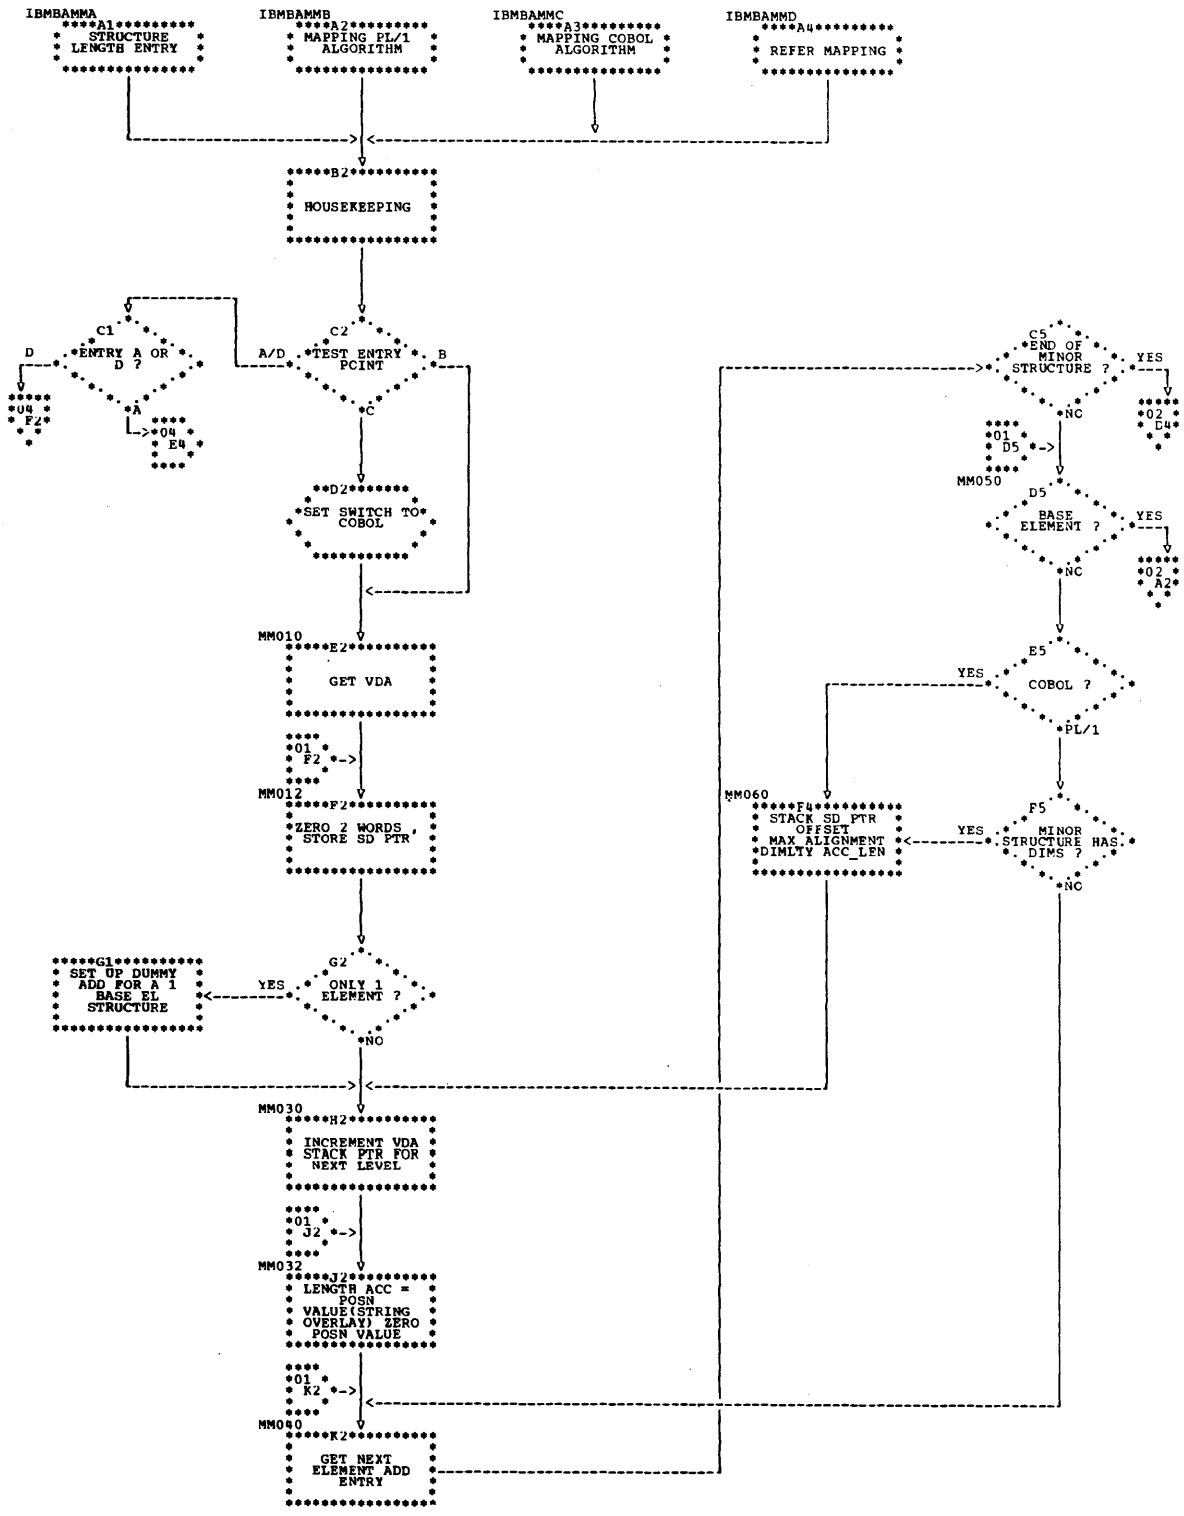 IBMBAMMA
A1
STRUCTURE
LENGTH ENTRY
IBMBAMMB
A2
MAPPING PL/1
ALGORITHM
IBMBAMMC
A3
MAPPING COBOL
ALGORITHM
IBMBAMMD
A4
REFER MAPPING
B2
HOUSEKEEPING
C1
ENTRY A OR
D ?
D
A
04
F2
04
E4
C2
TEST ENTRY
PCINT
A/D
B
C
D2
SET SWITCH TO
COBOL
MM010
E2
GET VDA
01
F2
MM012
F2
ZERO 2 WORDS ,
STORE SD PTR
G1
SET UP DUMMY
ADD FOR A 1
BASE EL
STRUCTURE
G2
ONLY 1
ELEMENT ?
YES
NO
MM030
H2
INCREMENT VDA
STACK PTR FOR
NEXT LEVEL
01
J2
MM032
J2
LENGTH ACC =
POSN
VALUE(STRING
OVERLAY) ZERO
POSN VALUE
01
K2
MM040
K2
GET NEXT
ELEMENT ADD
ENTRY
C5
END OF
MINOR
STRUCTURE ?
YES
NC
02
D4
01
D5
MM050
D5
BASE
ELEMENT ?
YES
NC
02
A2
E5
COBOL ?
YES
PL/1
MM060
F4
STACK SD PTR
OFFSET
MAX ALIGNMENT
DIMLTY ACC_LEN
F5
MINOR
STRUCTURE HAS
DIMS ?
YES
NC